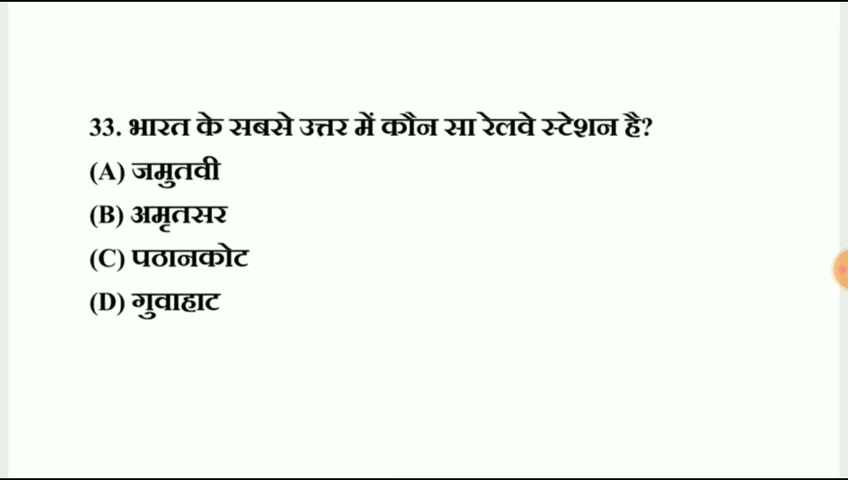 33. भारत के सबसे उत्तर में कौन सा रेलवे स्टेशन है?
(A) जमुतवी
(B) अमृतसर
(C) पठानकोट
(D) गुवाहाट